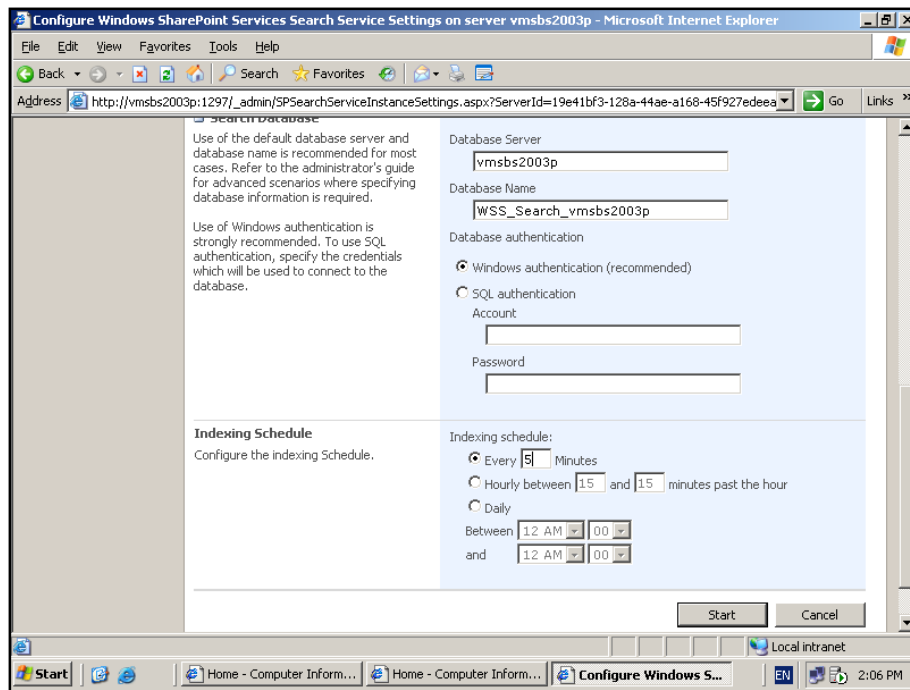 Configure Windows SharePoint Services Search Service Settings on server vmsbs2003p - Microsoft Internet Explorer
File Edit View Favorites Tools Help
Back Search Favorites
Address http://vmsbs2003p:1297/_admin/SPSearchServiceInstanceSettings.aspx?ServerId=19e41bf3-128a-44ae-a168-45f927edeea Go Links »
Search Database
Use of the default database server and
database name is recommended for most
cases. Refer to the administrator's guide
for advanced scenarios where specifying
database information is required.
Use of Windows authentication is
strongly recommended. To use SQL
authentication, specify the credentials
which will be used to connect to the
database.
Database Server
vmsbs2003p
Database Name
WSS_Search_vmsbs2003p
Database authentication
Windows authentication (recommended)
SQL authentication
Account
Password
Indexing Schedule
Configure the indexing Schedule.
Indexing schedule:
Every 5 Minutes
Hourly between 15 and 15 minutes past the hour
Daily
Between 12 AM 00
and 12 AM 00
Start Cancel
Local intranet
Start Home - Computer Inform... Home - Computer Inform... Configure Windows S... EN 2:06 PM